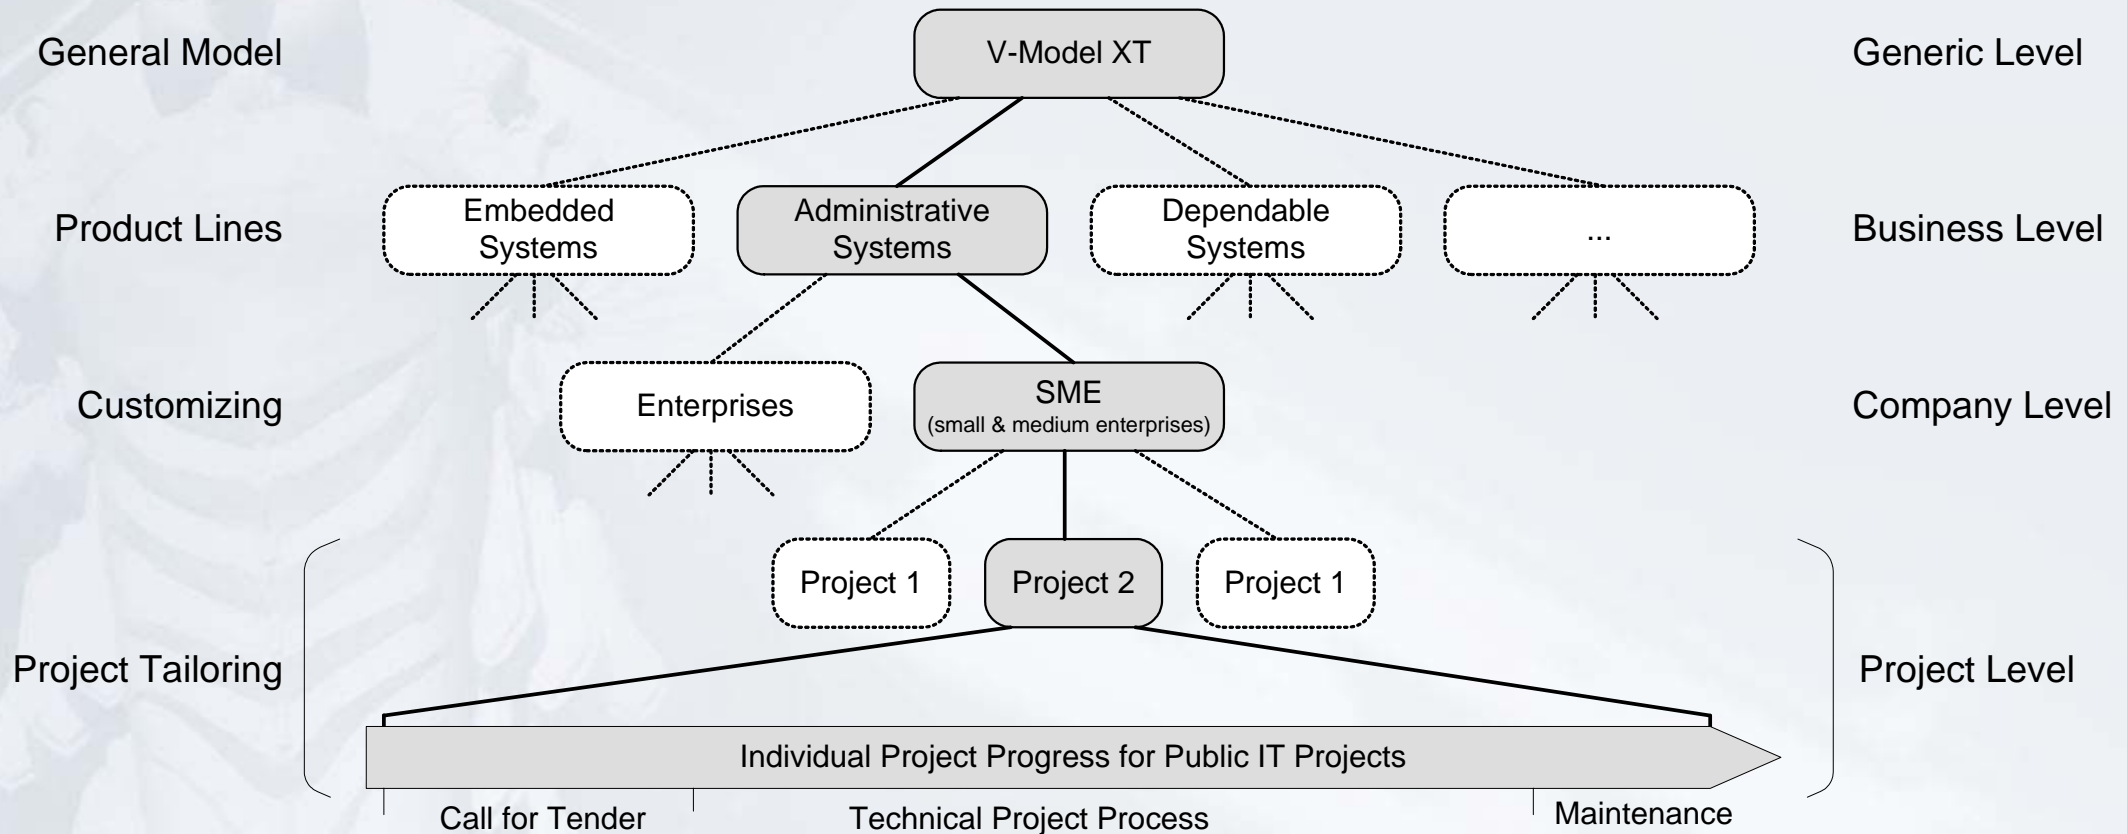 General Model
V-Model XT
Generic Level
Product Lines
Embedded
Systems
Administrative
Systems
Dependable
Systems
...
Business Level
Customizing
Enterprises
SME
(small & medium enterprises)
Company Level
Project 1
Project 2
Project 1
Project Tailoring
Project Level
Individual Project Progress for Public IT Projects
Call for Tender
Technical Project Process
Maintenance